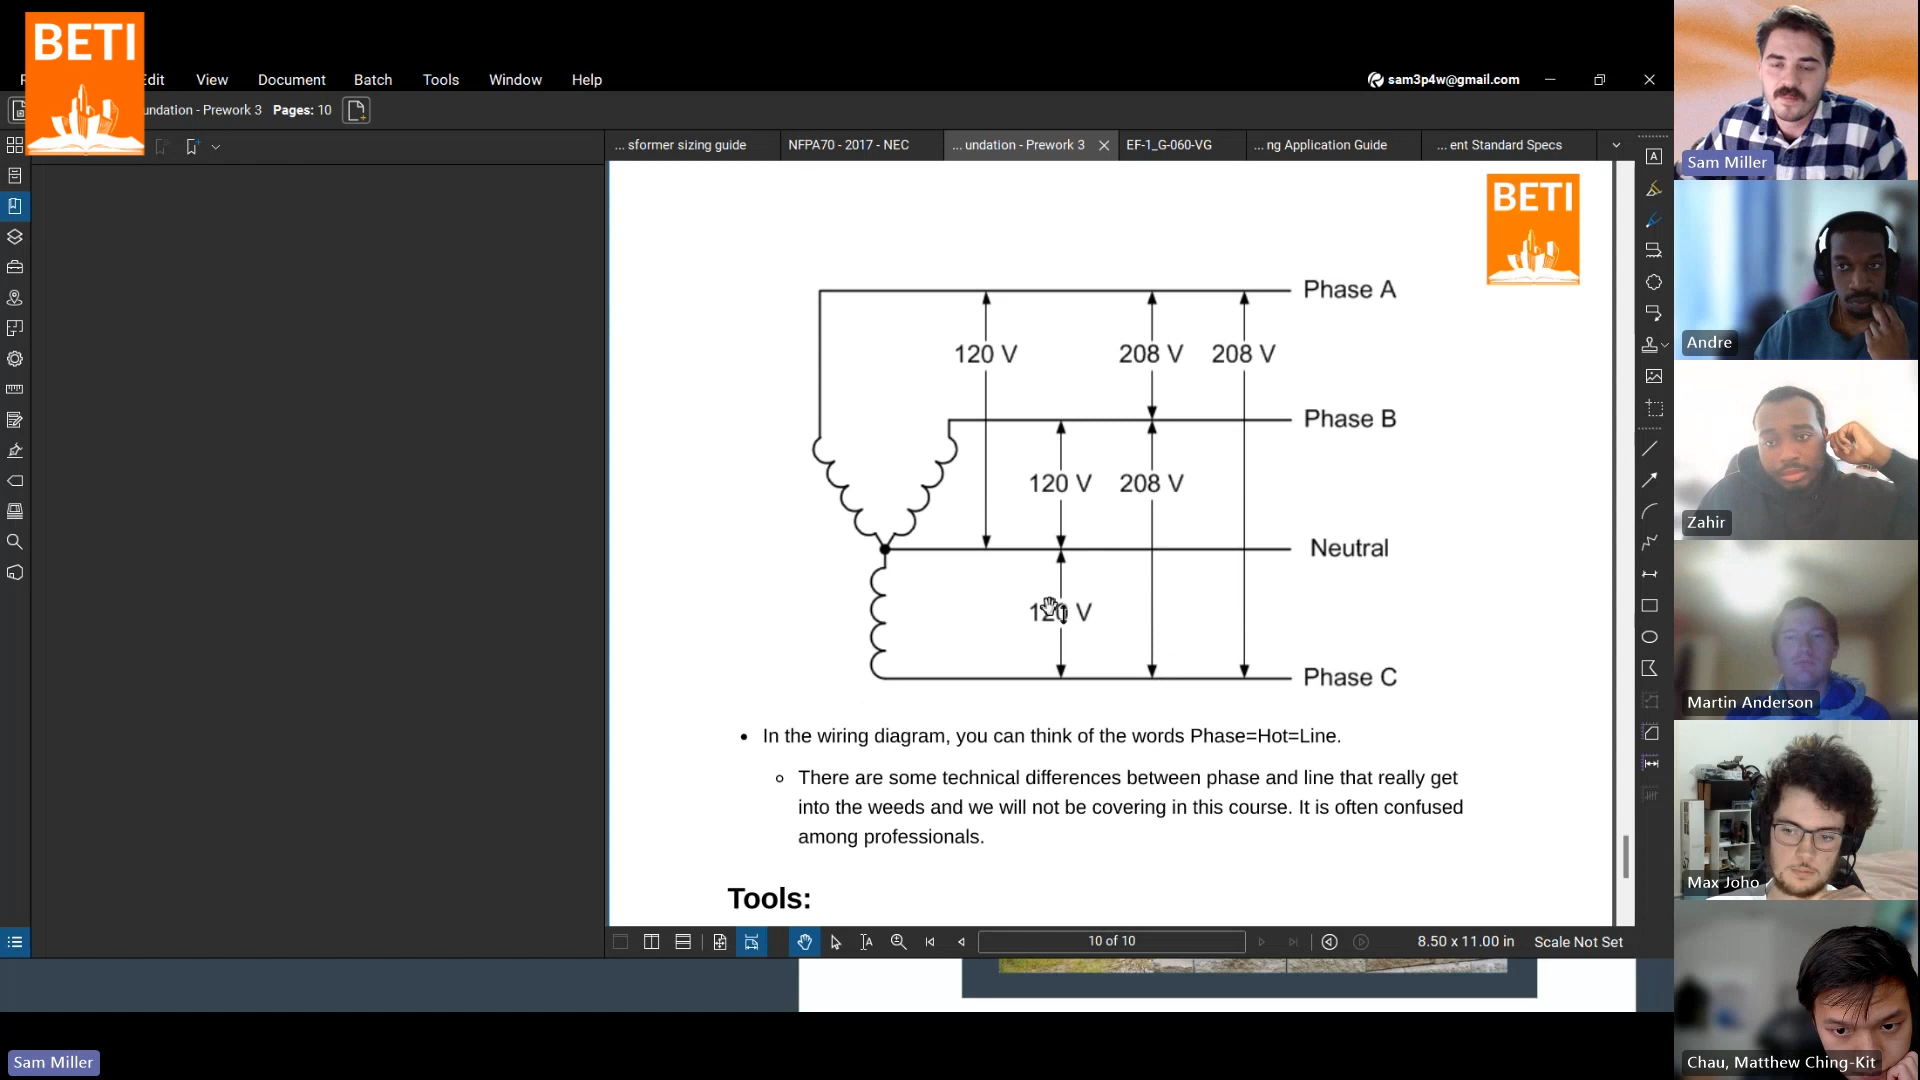 BETI
Edit
View
Document
Batch
Tools
Window
Help
sam3p4w@gmail.com
undation - Prework 3
Pages: 10
... sformer sizing guide
NFPA70 - 2017 - NEC
... undation - Prework 3
EF-1_G-060-VG
... ng Application Guide
... ent Standard Specs
BETI
Phase A
120 V
208 V
208 V
Phase B
120 V
208 V
Neutral
120 V
Phase C
• In the wiring diagram, you can think of the words Phase=Hot=Line.
○ There are some technical differences between phase and line that really get
into the weeds and we will not be covering in this course. It is often confused
among professionals.
Tools:
10 of 10
8.50 x 11.00 in
Scale Not Set
Sam Miller
Andre
Zahir
Martin Anderson
Max Joho
Chau, Matthew Ching-Kit
Sam Miller